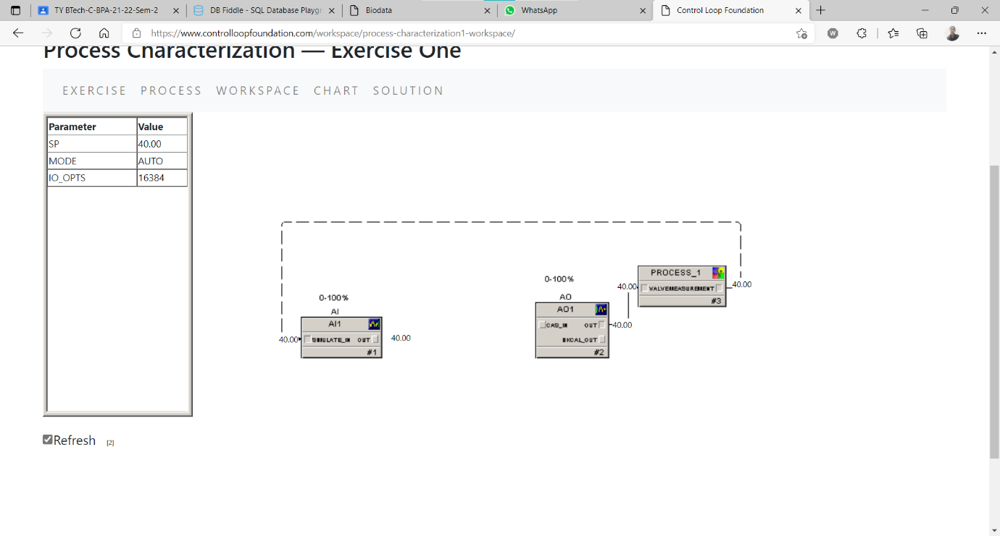 TY BTech-C-BPA-21-22-Sem-2
DB Fiddle - SQL Database Playgr
Biodata
WhatsApp
Control Loop Foundation
https://www.controlloopfoundation.com/workspace/process-characterization1-workspace/
Process Characterization — Exercise One
EXERCISE PROCESS WORKSPACE CHART SOLUTION
Parameter Value
SP 40.00
MODE AUTO
IO_OPTS 16384
0-100%
AI
AI1
40.00 SIMULATE_IN OUT 40.00
#1
0-100%
AO
AO1
CAS_IN OUT 40.00
BKCAL_OUT
#2
PROCESS_1
40.00 VALVE MEASUREMENT 40.00
#3
Refresh [2]